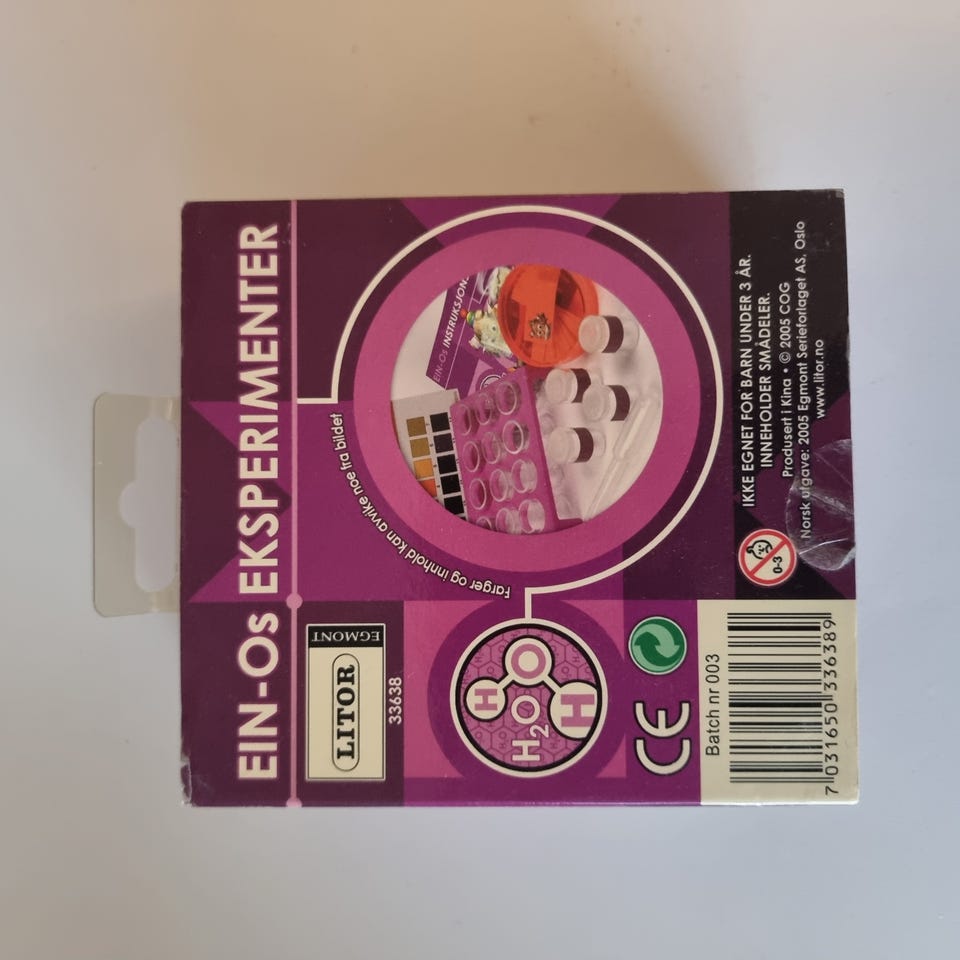 EIN-Os EKSPERIMENTER
LITOR
EGMONT
33638
Farger og innhold kan avvike noe fra bildet
EIN-Os INSTRUKSJON
H
O
H
H₂O
CE
Batch nr 003
7 031650 336389
0-3
IKKE EGNET FOR BARN UNDER 3 ÅR.
INNEHOLDER SMÅDELER.
Produsert i Kina • © 2005 COG
Norsk utgave: 2005 Egmont Serieforlaget AS, Oslo
www.litor.no